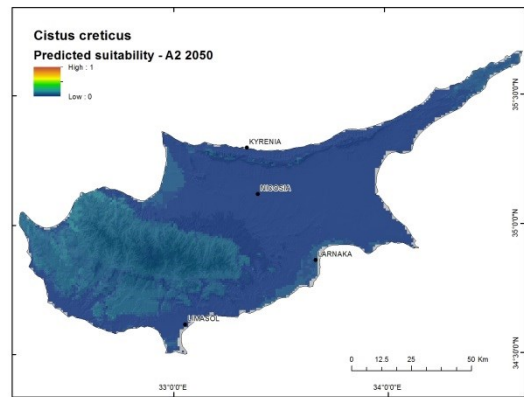 Cistus creticus
Predicted suitability - A2 2050
High : 1
Low : 0
KYRENIA
NICOSIA
LARNAKA
LIMASOL
35°30'0"N
35°0'0"N
34°30'0"N
0 12.5 25 50 Km
33°0'0"E
34°0'0"E